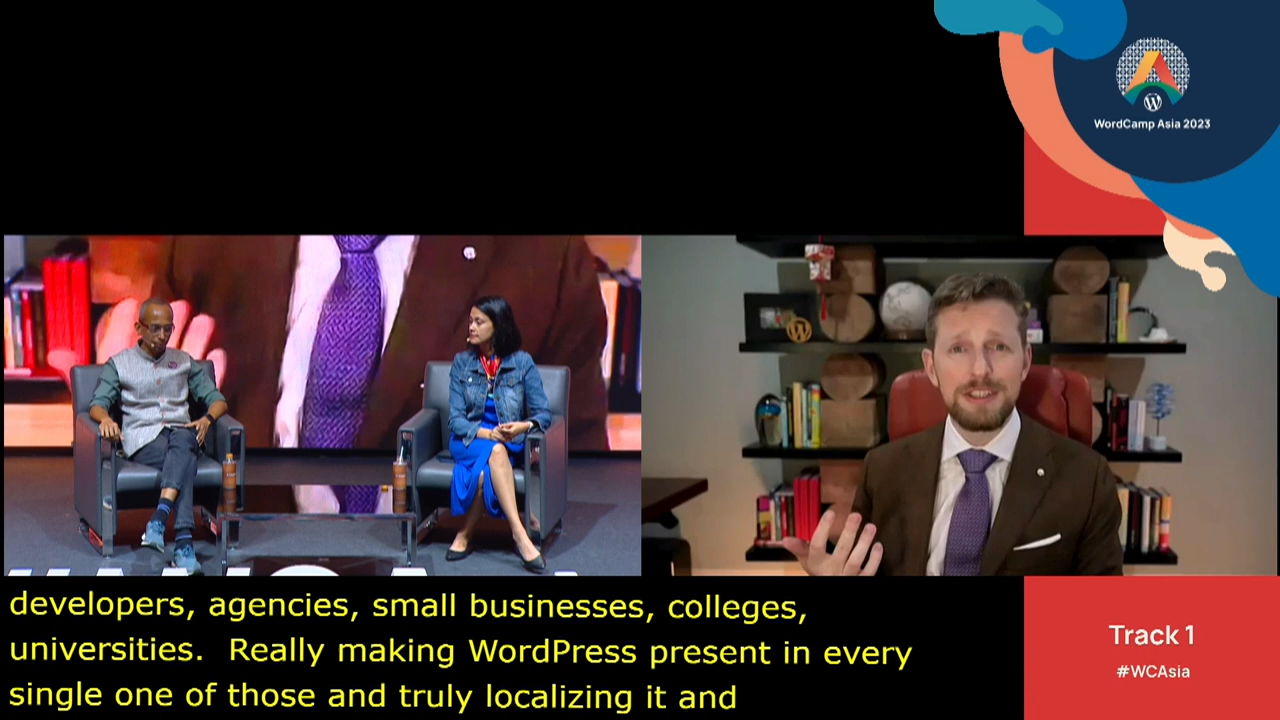 WordCamp Asia 2023
developers, agencies, small businesses, colleges,
universities.  Really making WordPress present in every
single one of those and truly localizing it and
Track 1
#WCAsia